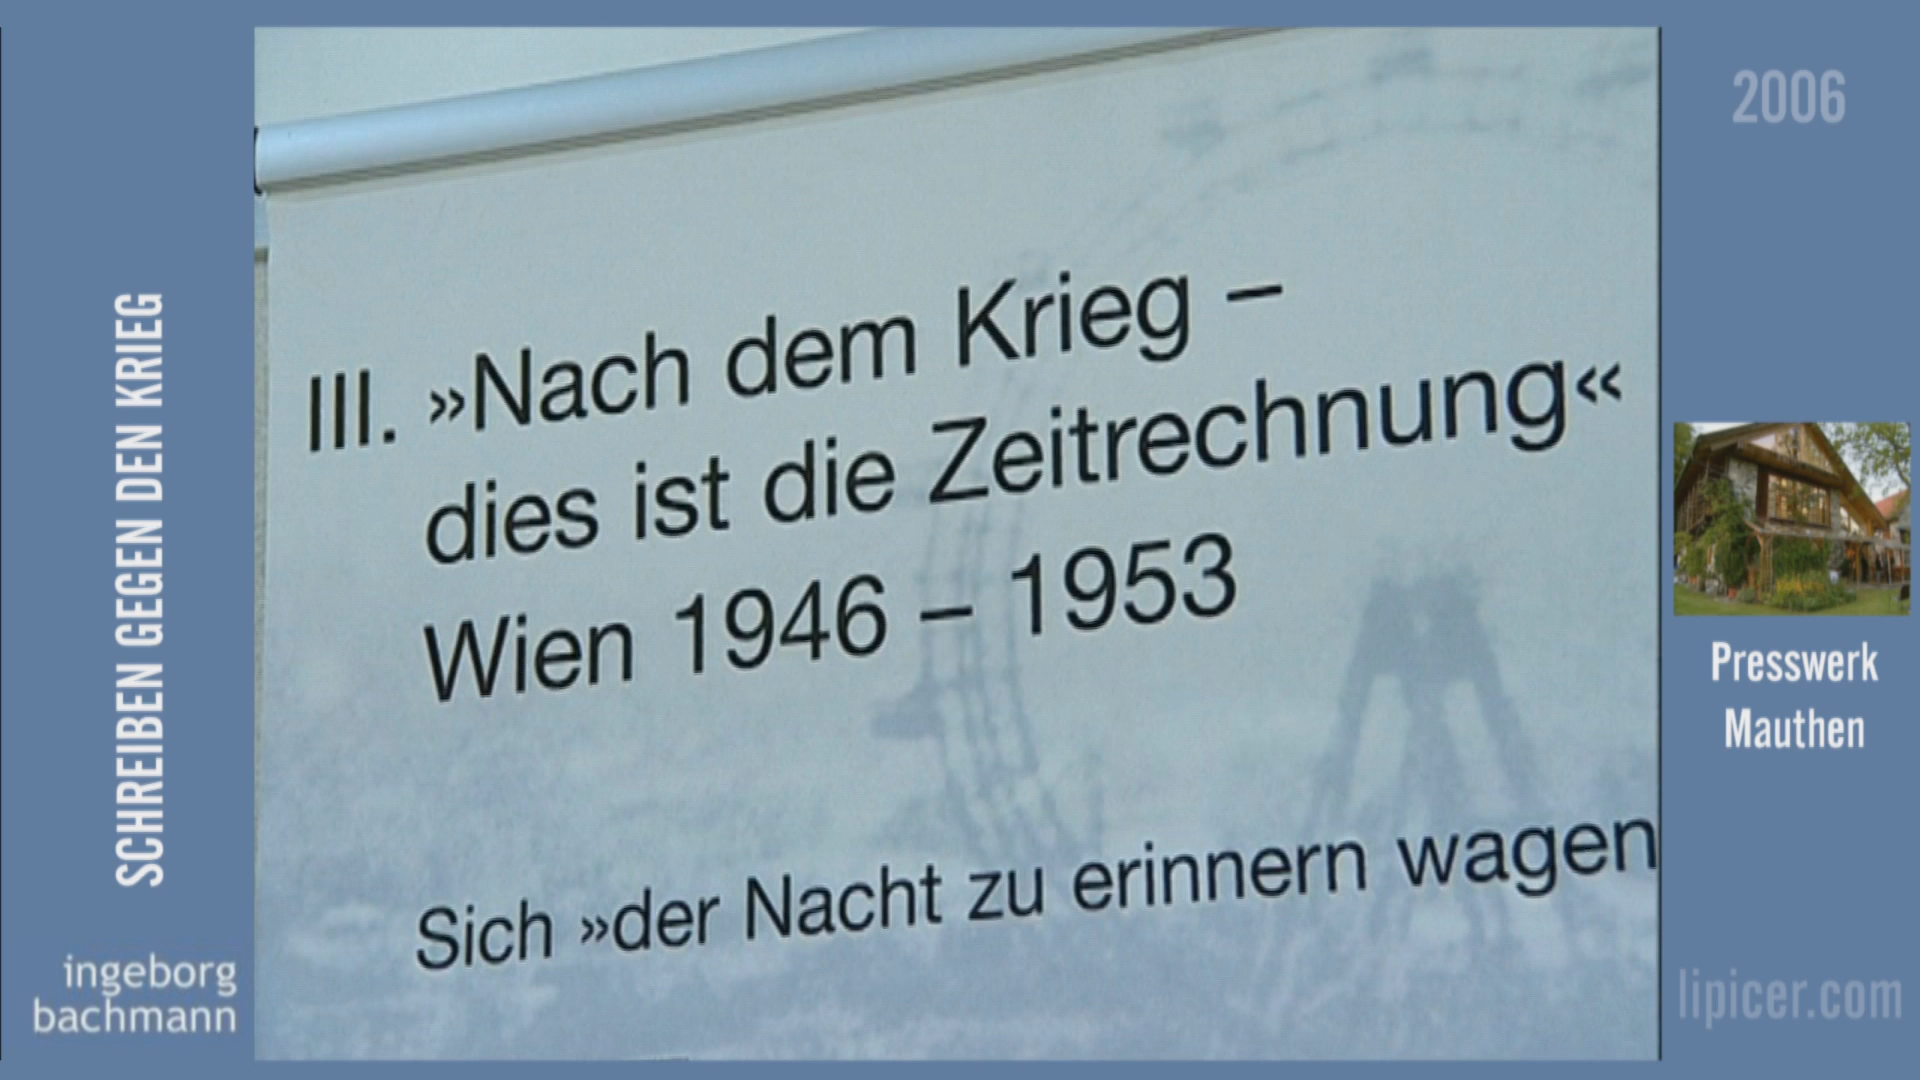 SCHREIBEN GEGEN DEN KRIEG
ingeborg
bachmann
III. »Nach dem Krieg –
dies ist die Zeitrechnung«
Wien 1946 – 1953
Sich »der Nacht zu erinnern wagen
2006
Presswerk
Mauthen
lipicer.com